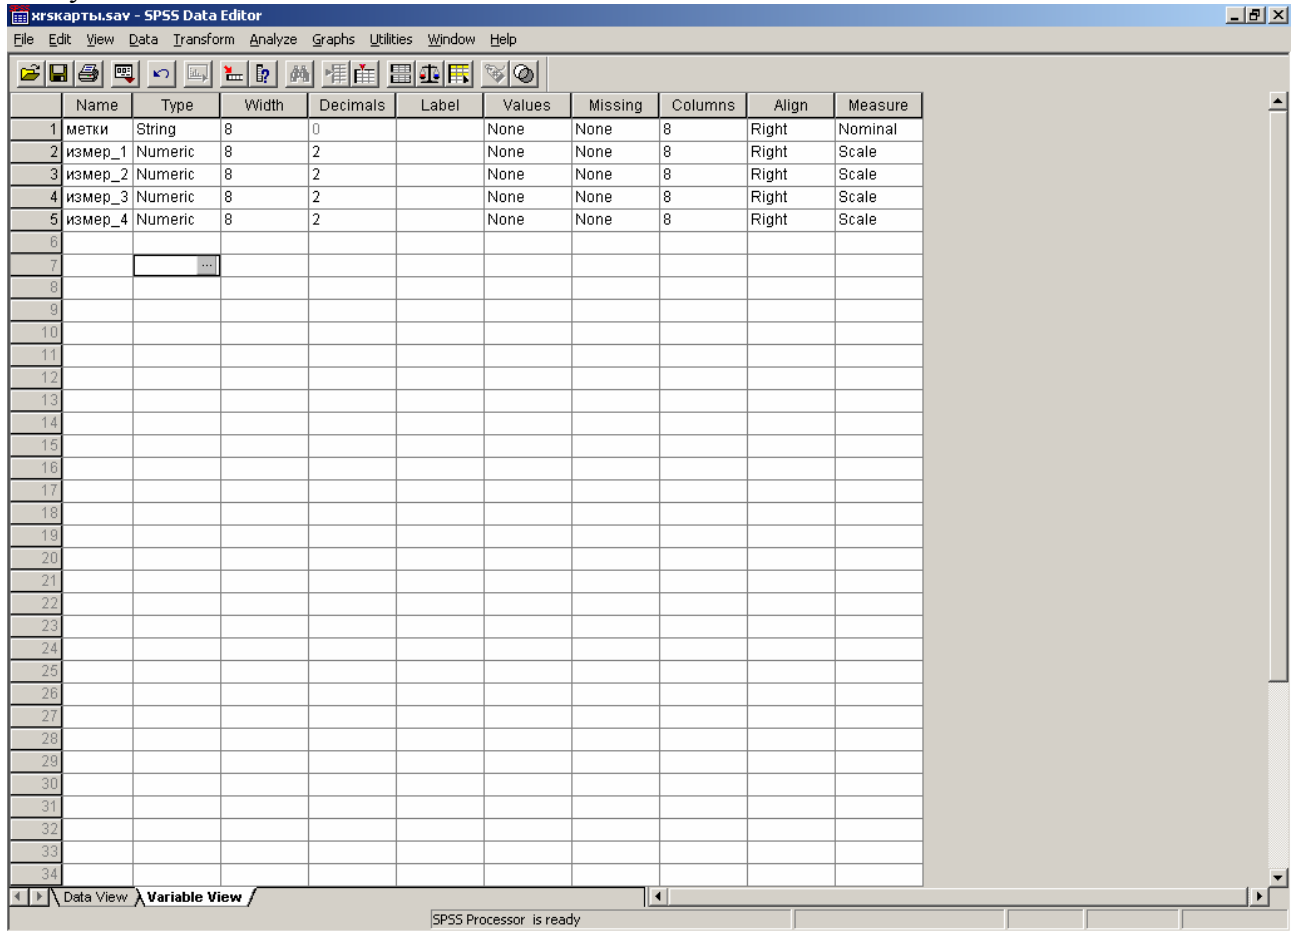 xrsкарты.sav - SPSS Data Editor
File Edit View Data Transform Analyze Graphs Utilities Window Help
Name Type Width Decimals Label Values Missing Columns Align Measure
1 метки String 8 0 None None 8 Right Nominal
2 измер_1 Numeric 8 2 None None 8 Right Scale
3 измер_2 Numeric 8 2 None None 8 Right Scale
4 измер_3 Numeric 8 2 None None 8 Right Scale
5 измер_4 Numeric 8 2 None None 8 Right Scale
6
7 ...
8
9
10
11
12
13
14
15
16
17
18
19
20
21
22
23
24
25
26
27
28
29
30
31
32
33
34
Data View Variable View
SPSS Processor is ready